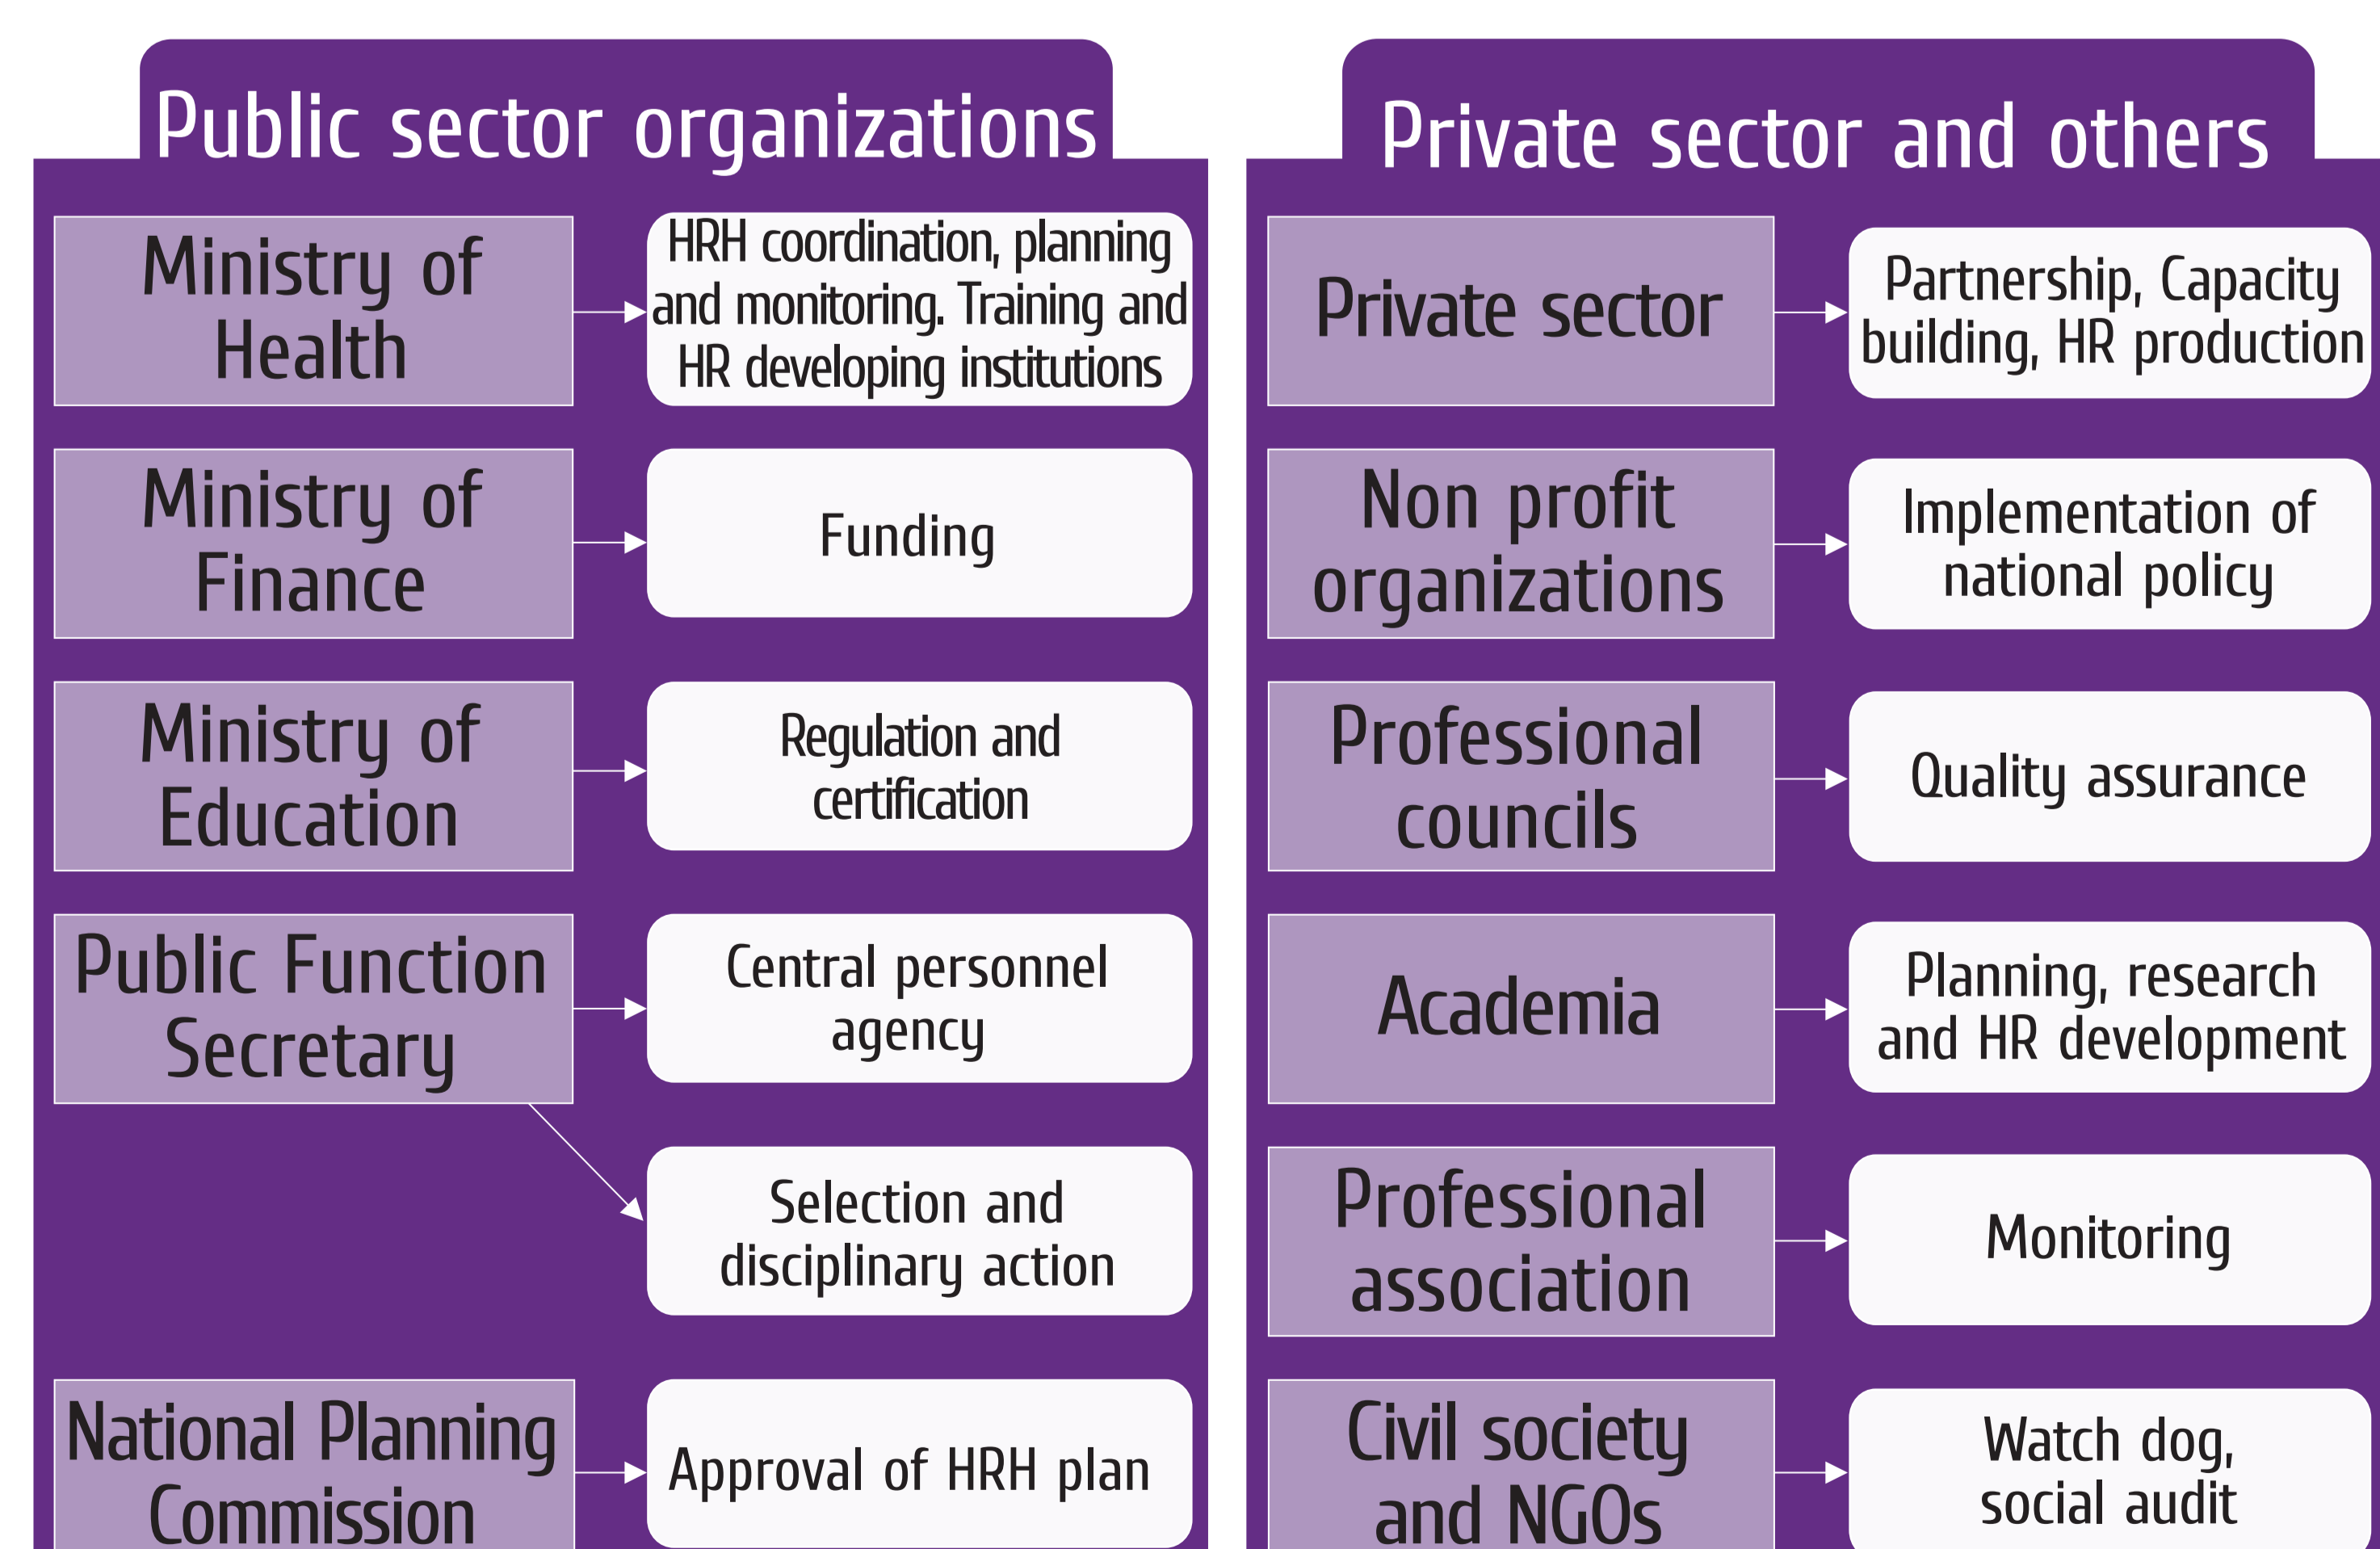 Public sector organizations
Ministry of
Health
HRH coordination, planning
and monitoring. Training and
HR developing institutions
Ministry of
Finance
Funding
Ministry of
Education
Regulation and
certification
Public Function
Secretary
Central personnel
agency
Selection and
disciplinary action
National Planning
Commission
Approval of HRH plan
Private sector and others
Private sector
Partnership, Capacity
building, HR production
Non profit
organizations
Implementation of
national policy
Professional
councils
Quality assurance
Academia
Planning, research
and HR development
Professional
association
Monitoring
Civil society
and NGOs
Watch dog,
social audit